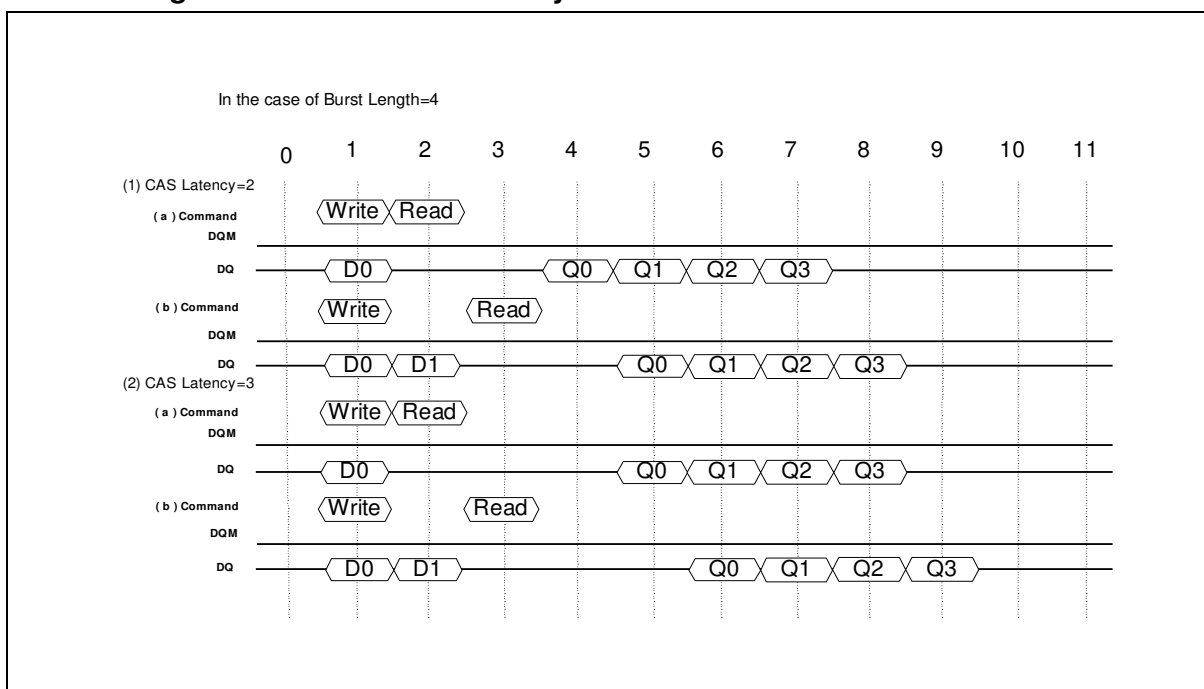 In the case of Burst Length=4
0 1 2 3 4 5 6 7 8 9 10 11
(1) CAS Latency=2
( a ) Command Write Read
DQM
DQ D0 Q0 Q1 Q2 Q3
( b ) Command Write Read
DQM
DQ D0 D1 Q0 Q1 Q2 Q3
(2) CAS Latency=3
( a ) Command Write Read
DQM
DQ D0 Q0 Q1 Q2 Q3
( b ) Command Write Read
DQM
DQ D0 D1 Q0 Q1 Q2 Q3